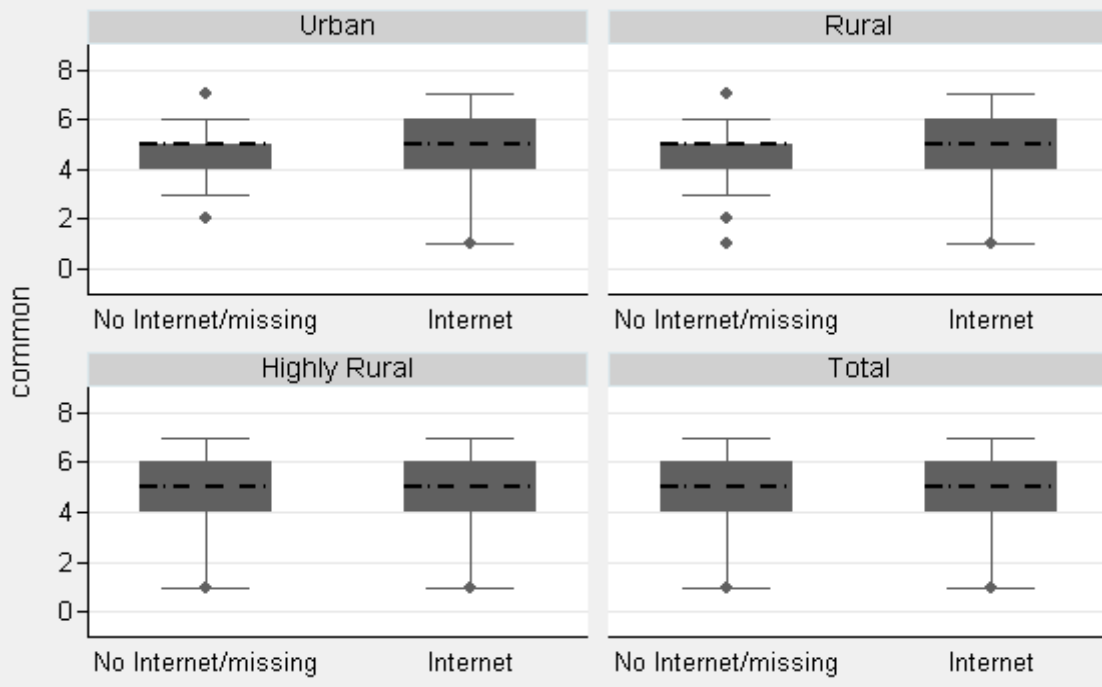 Urban
Rural
8
6
4
2
0
No Internet/missing
Internet
No Internet/missing
Internet
common
Highly Rural
Total
8
6
4
2
0
No Internet/missing
Internet
No Internet/missing
Internet